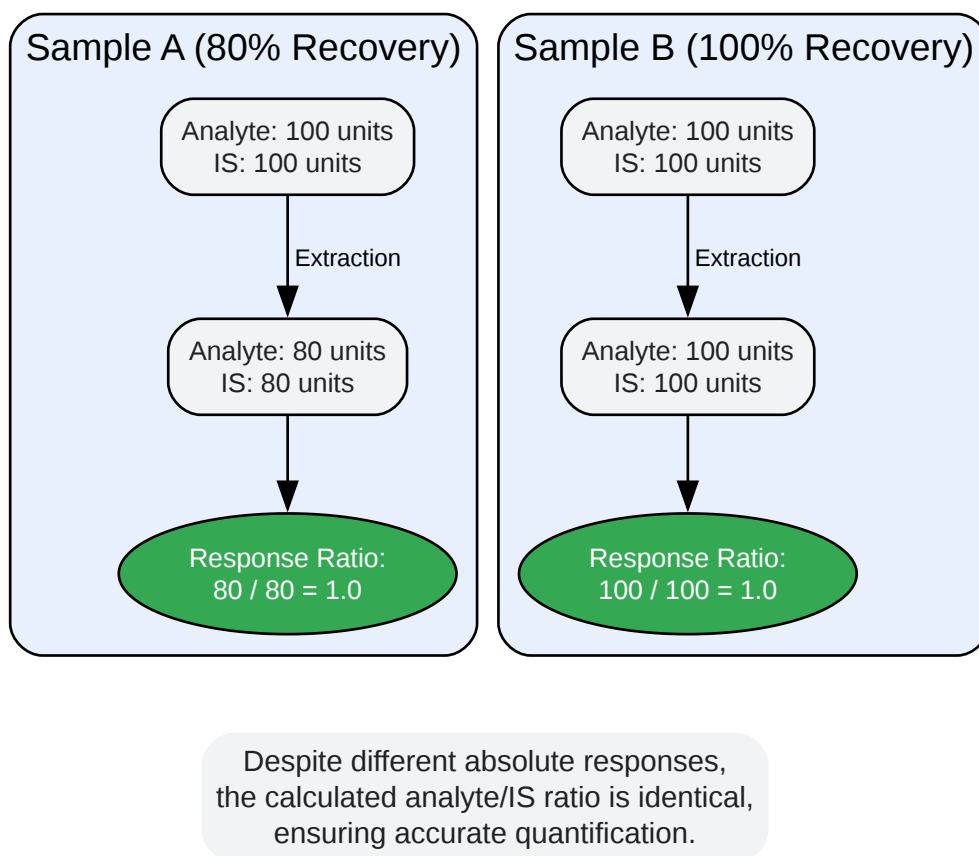 Sample A (80% Recovery)
Analyte: 100 units
IS: 100 units
Extraction
Analyte: 80 units
IS: 80 units
Response Ratio:
80 / 80 = 1.0
Sample B (100% Recovery)
Analyte: 100 units
IS: 100 units
Extraction
Analyte: 100 units
IS: 100 units
Response Ratio:
100 / 100 = 1.0
Despite different absolute responses,
the calculated analyte/IS ratio is identical,
ensuring accurate quantification.